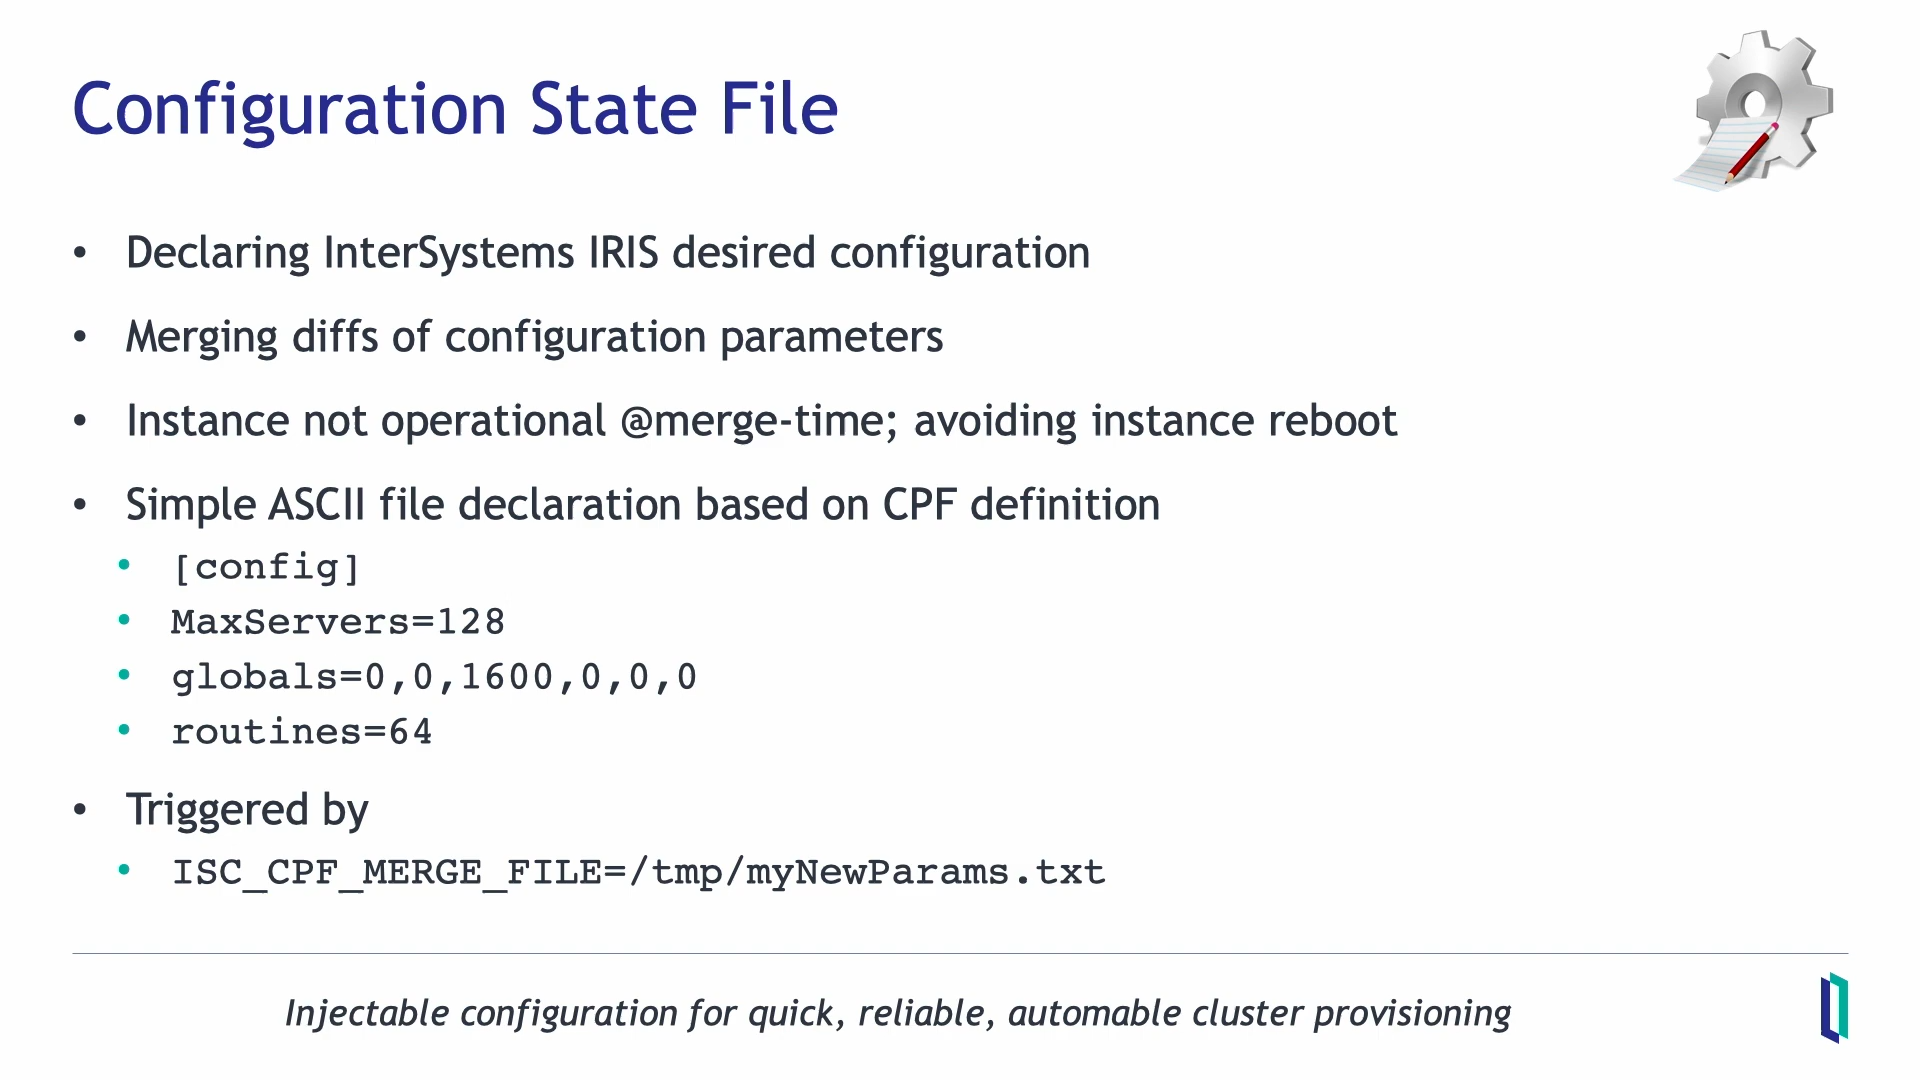 Configuration State File
• Declaring InterSystems IRIS desired configuration
• Merging diffs of configuration parameters
• Instance not operational @merge-time; avoiding instance reboot
• Simple ASCII file declaration based on CPF definition
• [config]
• MaxServers=128
• globals=0,0,1600,0,0,0
• routines=64
• Triggered by
• ISC_CPF_MERGE_FILE=/tmp/myNewParams.txt
Injectable configuration for quick, reliable, automable cluster provisioning